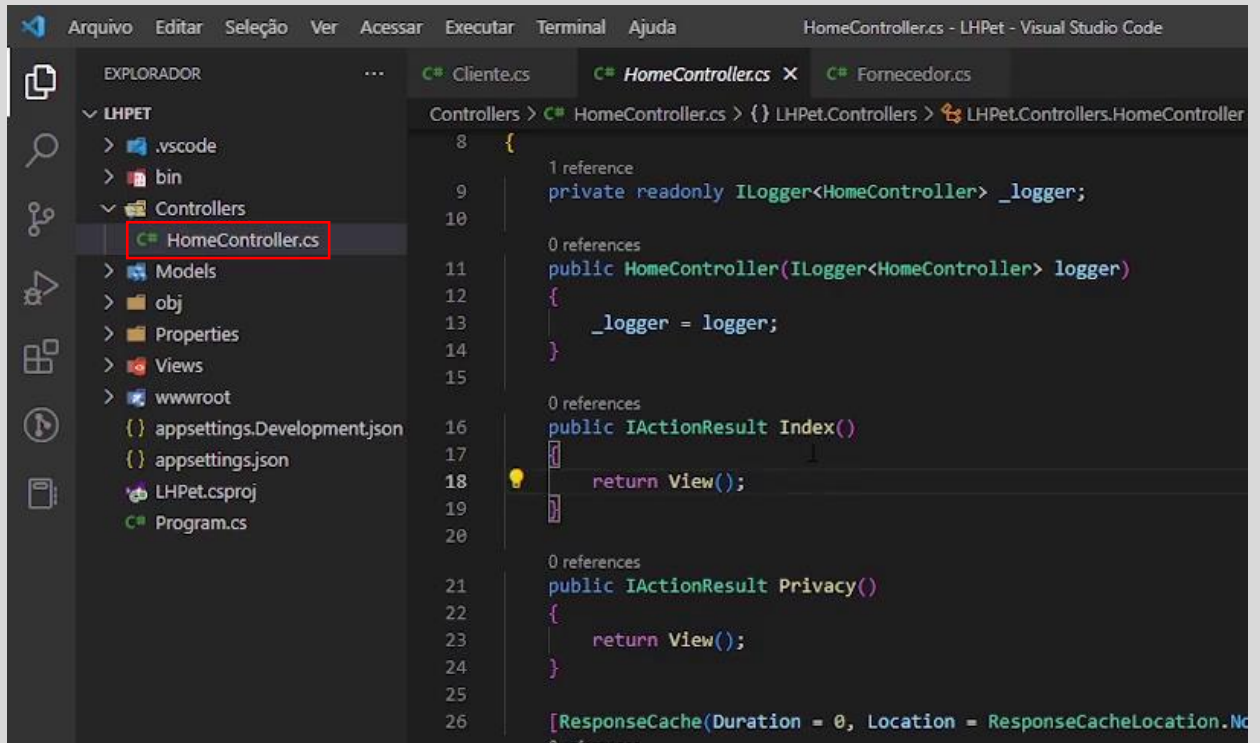 Arquivo Editar Seleção Ver Acessar Executar Terminal Ajuda HomeController.cs - LHPet - Visual Studio Code
EXPLORADOR ...
LHPET
.vscode
bin
Controllers
C# HomeController.cs
Models
obj
Properties
Views
wwwroot
{} appsettings.Development.json
{} appsettings.json
LHPet.csproj
C# Program.cs
C# Cliente.cs C# HomeController.cs × C# Fornecedor.cs
Controllers > C# HomeController.cs > {} LHPet.Controllers > LHPet.Controllers.HomeController
8 {
1 reference
9 private readonly ILogger<HomeController> _logger;
10
0 references
11 public HomeController(ILogger<HomeController> logger)
12 {
13 _logger = logger;
14 }
15
0 references
16 public IActionResult Index()
17 {
18 return View();
19 }
20
0 references
21 public IActionResult Privacy()
22 {
23 return View();
24 }
25
26 [ResponseCache(Duration = 0, Location = ResponseCacheLocation.No